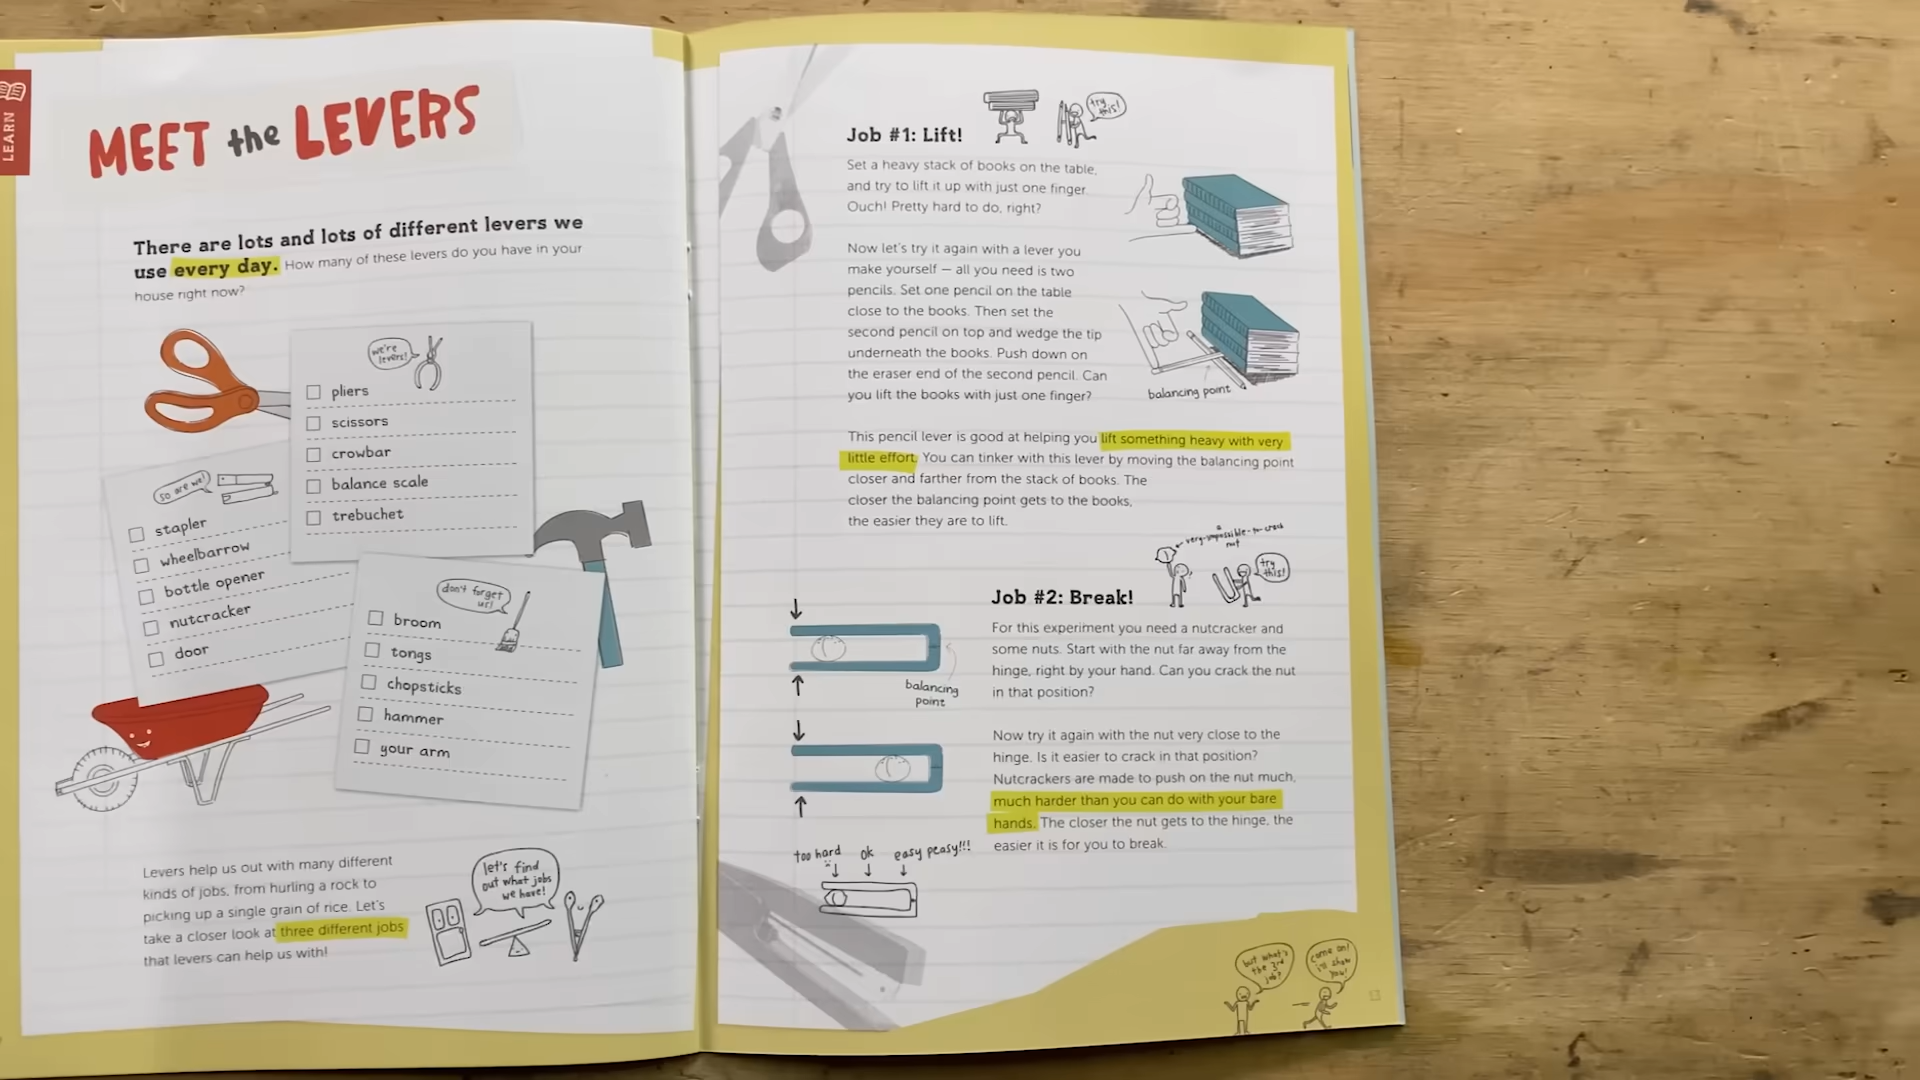 LEARN
MEET the LEVERS
There are lots and lots of different levers we
use every day. How many of these levers do you have in your
house right now?
we're
levers!
pliers
scissors
crowbar
balance scale
trebuchet
so are we!
stapler
wheelbarrow
bottle opener
nutcracker
door
don't forget
us!
broom
tongs
chopsticks
hammer
your arm
Levers help us out with many different
kinds of jobs, from hurling a rock to
picking up a single grain of rice. Let's
take a closer look at three different jobs
that levers can help us with!
let's find
out what jobs
we have!
Job #1: Lift!
try
this!
Set a heavy stack of books on the table,
and try to lift it up with just one finger.
Ouch! Pretty hard to do, right?
Now let's try it again with a lever you
make yourself — all you need is two
pencils. Set one pencil on the table
close to the books. Then set the
second pencil on top and wedge the tip
underneath the books. Push down on
the eraser end of the second pencil. Can
you lift the books with just one finger?
balancing point
This pencil lever is good at helping you lift something heavy with very
little effort. You can tinker with this lever by moving the balancing point
closer and farther from the stack of books. The
closer the balancing point gets to the books,
the easier they are to lift.
a
very-impossible-to-crack
nut
try
this!
Job #2: Break!
For this experiment you need a nutcracker and
some nuts. Start with the nut far away from the
hinge, right by your hand. Can you crack the nut
in that position?
balancing
point
Now try it again with the nut very close to the
hinge. Is it easier to crack in that position?
Nutcrackers are made to push on the nut much,
much harder than you can do with your bare
hands. The closer the nut gets to the hinge, the
easier it is for you to break.
too hard ok easy peasy!!!
but what's
the 3rd
job?
come on!
i'll show
you!
13